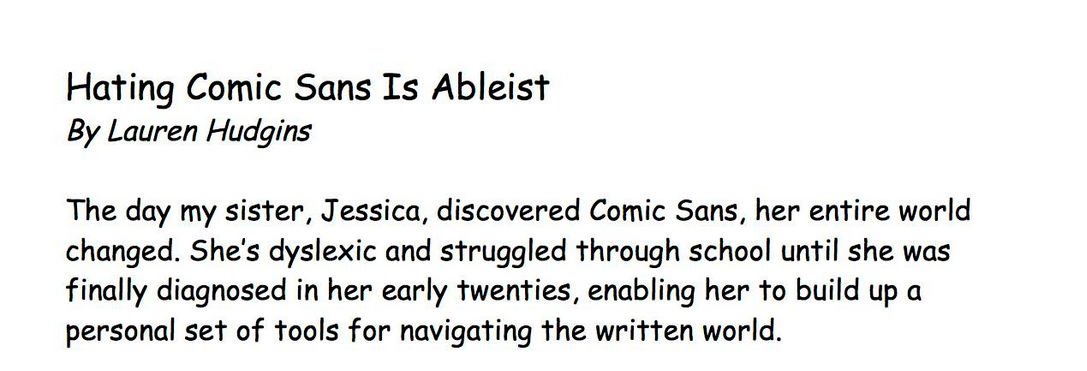 Hating Comic Sans Is Ableist
By Lauren Hudgins
The day my sister, Jessica, discovered Comic Sans, her entire world
changed. She’s dyslexic and struggled through school until she was
finally diagnosed in her early twenties, enabling her to build up a
personal set of tools for navigating the written world.